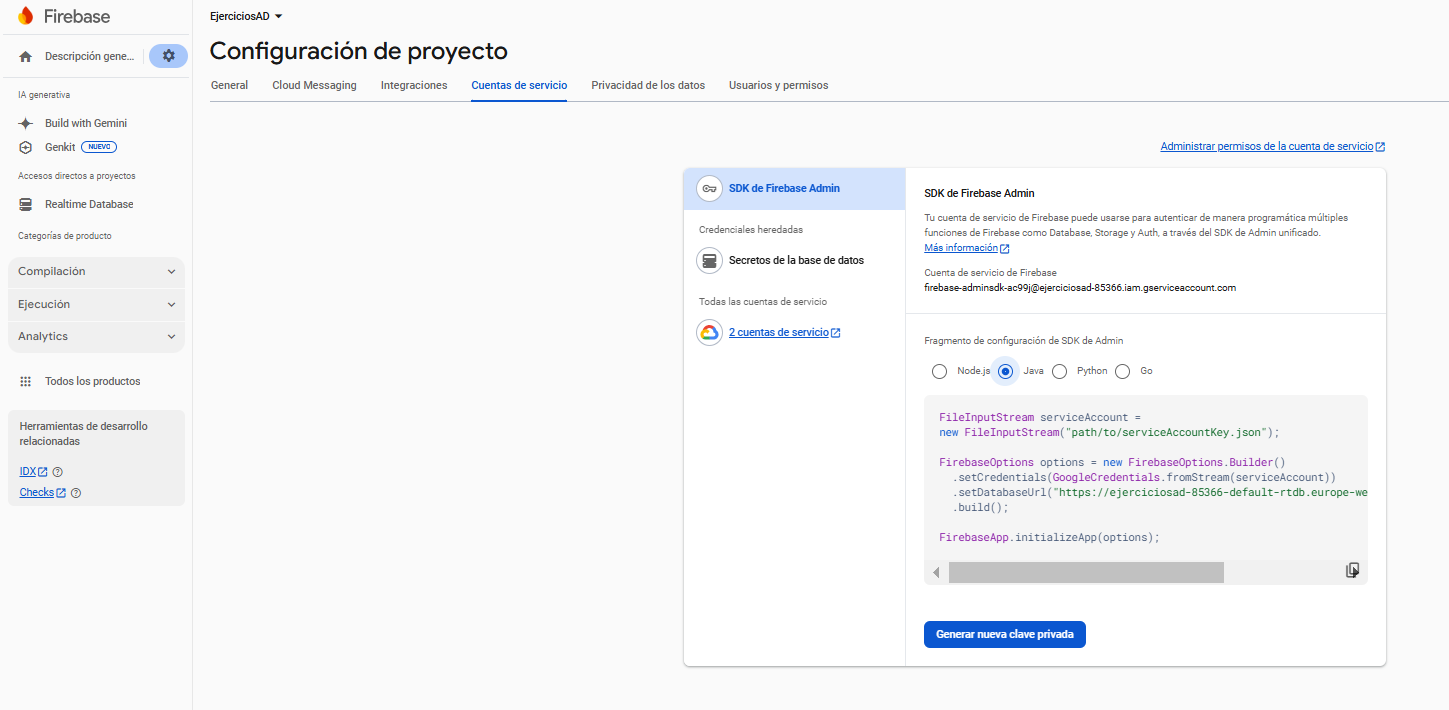 Firebase
EjerciciosAD
Descripción gene...
Configuración de proyecto
General Cloud Messaging Integraciones Cuentas de servicio Privacidad de los datos Usuarios y permisos
IA generativa
Build with Gemini
Genkit NUEVO
Accesos directos a proyectos
Realtime Database
Categorías de producto
Compilación
Ejecución
Analytics
Todos los productos
Herramientas de desarrollo
relacionadas
IDX
Checks
Administrar permisos de la cuenta de servicio
SDK de Firebase Admin
Credenciales heredadas
Secretos de la base de datos
Todas las cuentas de servicio
2 cuentas de servicio
SDK de Firebase Admin
Tu cuenta de servicio de Firebase puede usarse para autenticar de manera programática múltiples
funciones de Firebase como Database, Storage y Auth, a través del SDK de Admin unificado.
Más información
Cuenta de servicio de Firebase
firebase-adminsdk-ac99j@ejerciciosad-85366.iam.gserviceaccount.com
Fragmento de configuración de SDK de Admin
Node.js Java Python Go
FileInputStream serviceAccount =
new FileInputStream("path/to/serviceAccountKey.json");
FirebaseOptions options = new FirebaseOptions.Builder()
.setCredentials(GoogleCredentials.fromStream(serviceAccount))
.setDatabaseUrl("https://ejerciciosad-85366-default-rtdb.europe-we
.build();
FirebaseApp.initializeApp(options);
Generar nueva clave privada